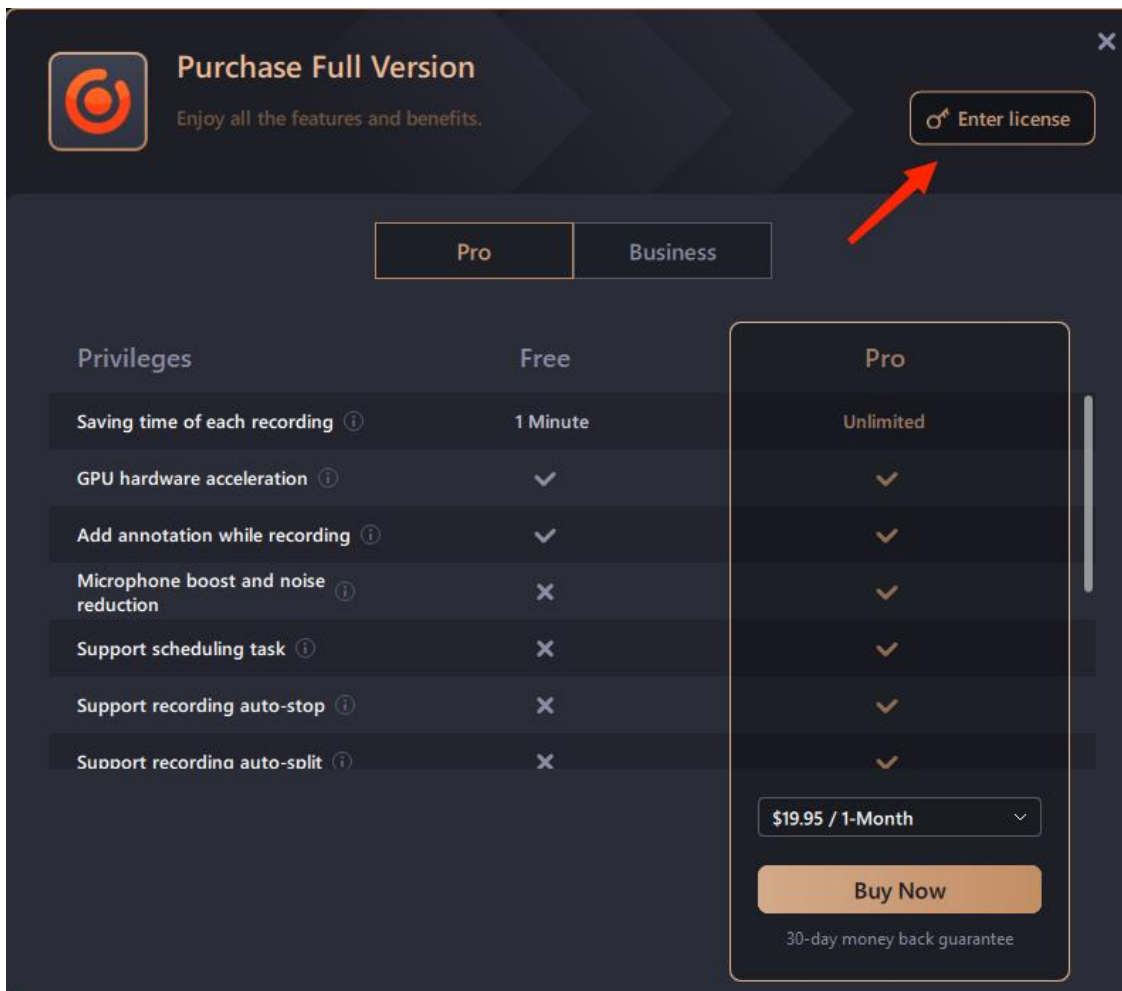 Purchase Full Version
Enjoy all the features and benefits.
Enter license
Pro Business
Privileges Free Pro
Saving time of each recording 1 Minute Unlimited
GPU hardware acceleration
Add annotation while recording
Microphone boost and noise
reduction
Support scheduling task
Support recording auto-stop
Support recording auto-split
$19.95 / 1-Month
Buy Now
30-day money back guarantee